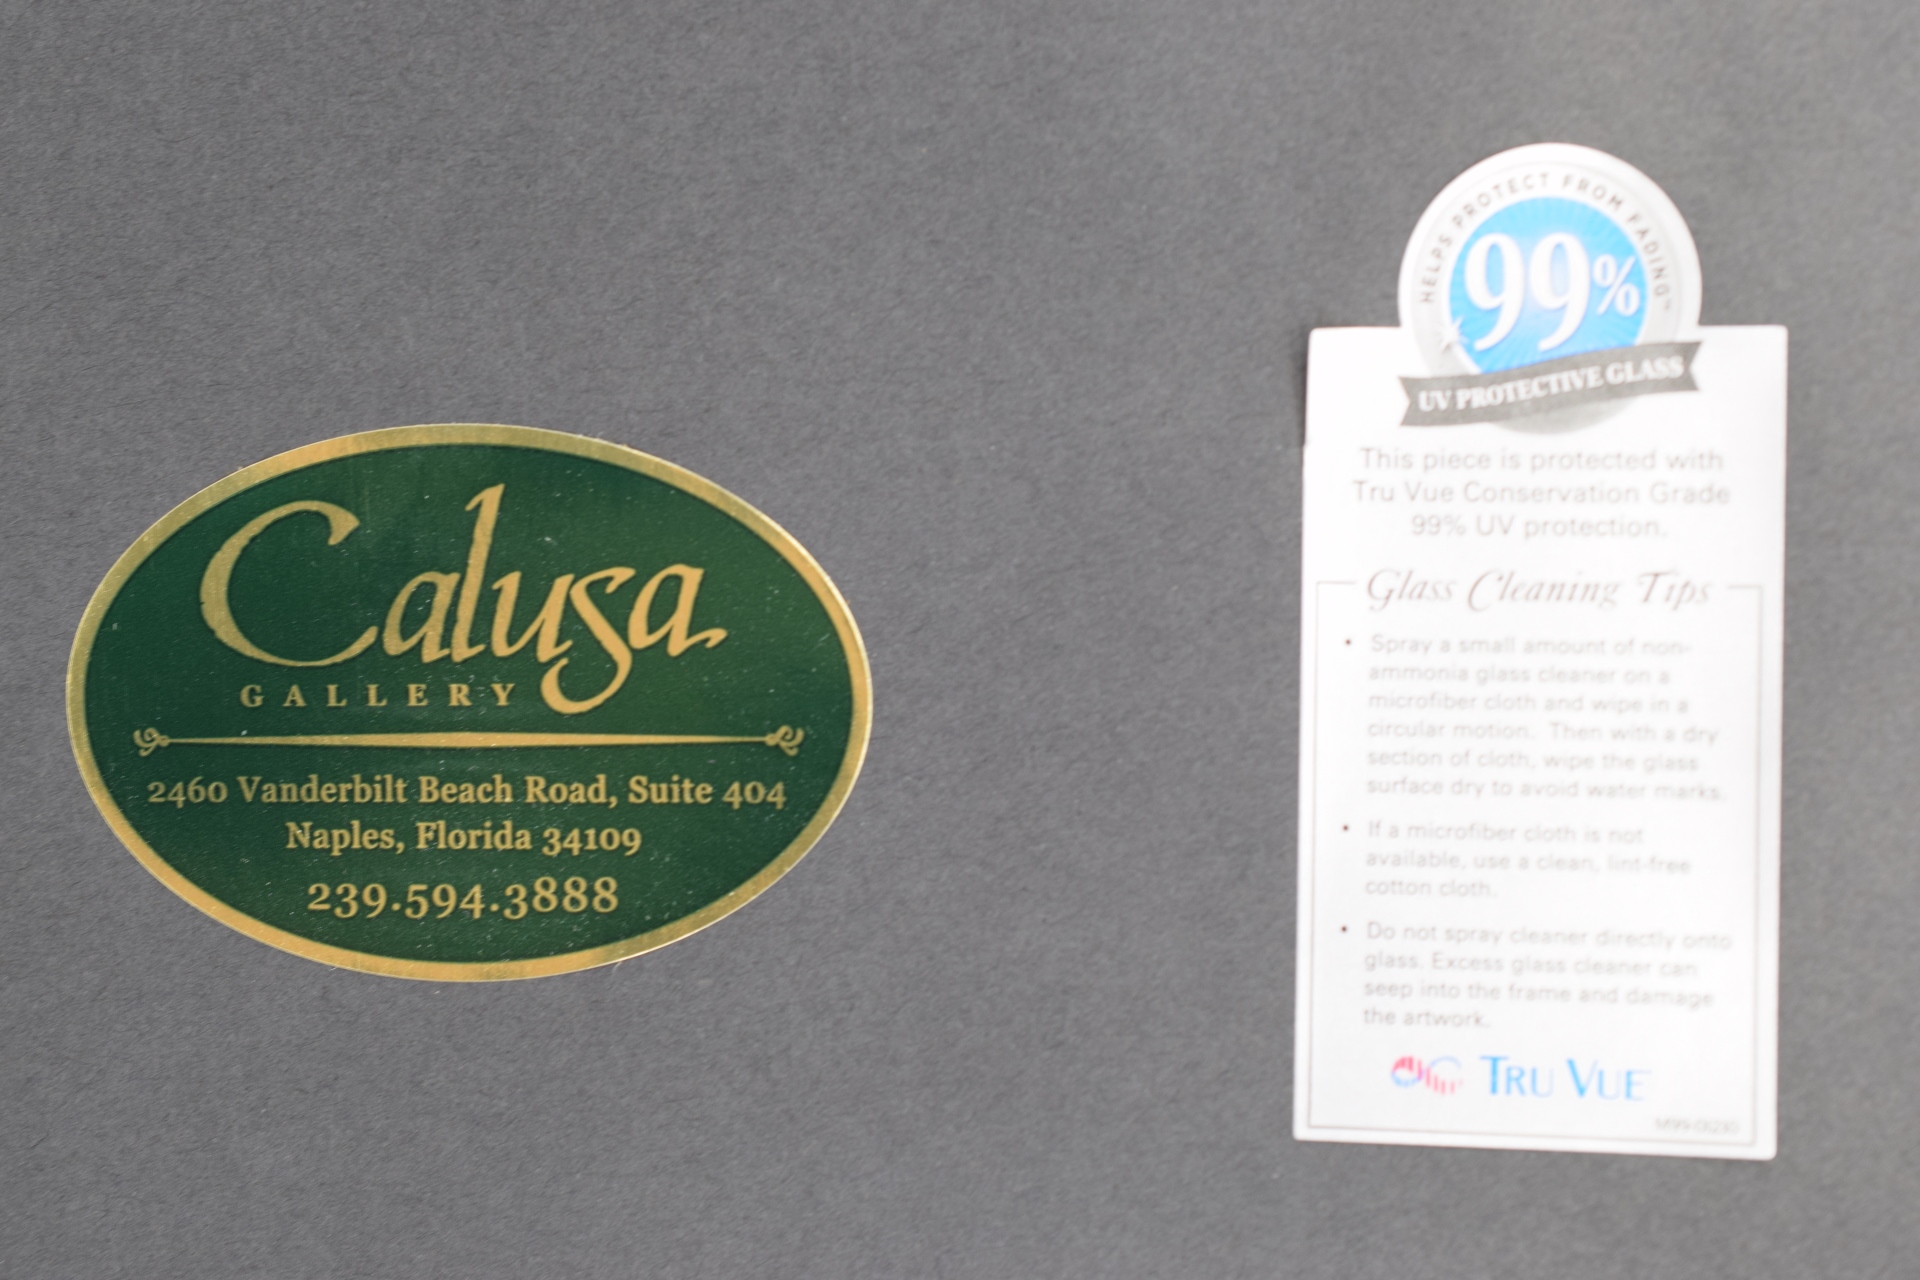 Calusa
GALLERY
2460 Vanderbilt Beach Road, Suite 404
Naples, Florida 34109
239.594.3888
HELPS PROTECT FROM FADING™
99%
UV PROTECTIVE GLASS
This piece is protected with
Tru Vue Conservation Grade
99% UV protection.
Glass Cleaning Tips
• Spray a small amount of non-
ammonia glass cleaner on a
microfiber cloth and wipe in a
circular motion. Then with a dry
section of cloth, wipe the glass
surface dry to avoid water marks.
• If a microfiber cloth is not
available, use a clean, lint-free
cotton cloth.
• Do not spray cleaner directly onto
glass. Excess glass cleaner can
seep into the frame and damage
the artwork.
TRU VUE